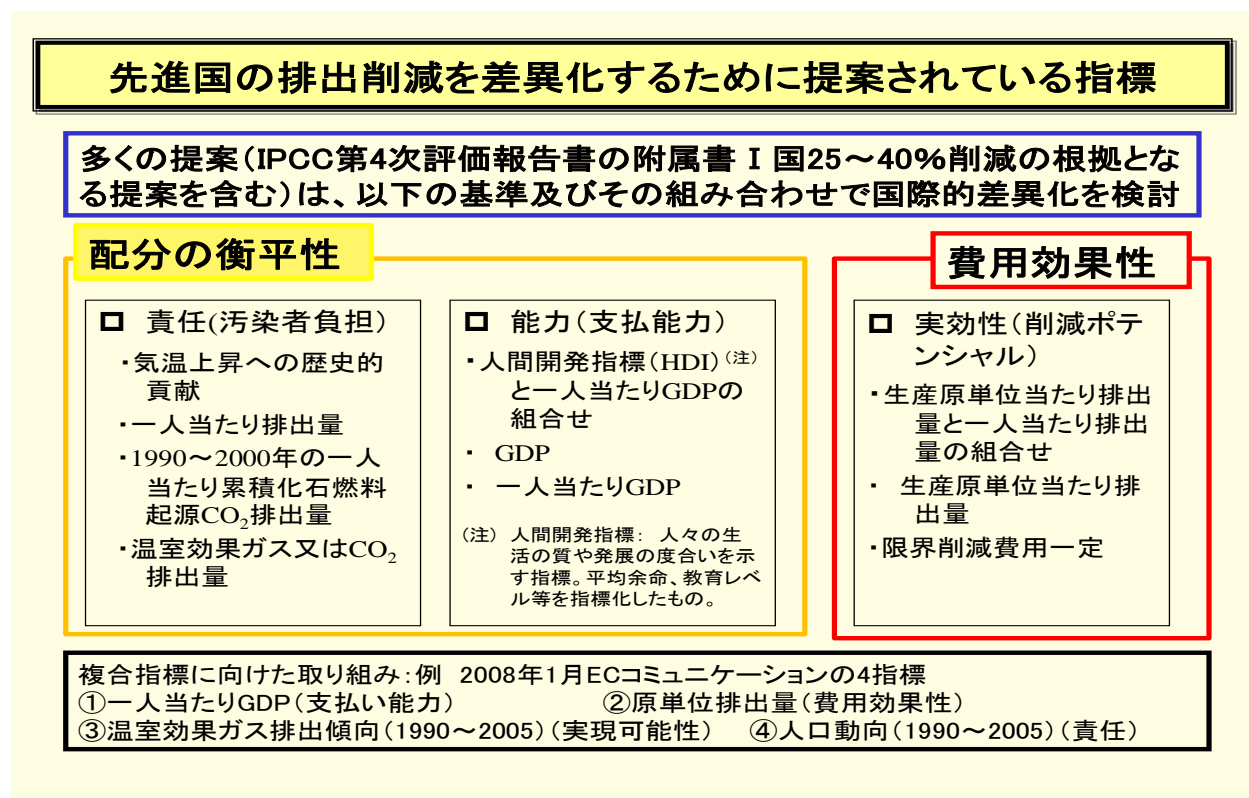 先進国の排出削減を差異化するために提案されている指標
多くの提案(IPCC第4次評価報告書の附属書Ⅰ国25~40%削減の根拠とな
る提案を含む)は、以下の基準及びその組み合わせで国際的差異化を検討
配分の衡平性
□ 責任(汚染者負担)
・気温上昇への歴史的
貢献
・一人当たり排出量
・1990~2000年の一人
当たり累積化石燃料
起源CO₂排出量
・温室効果ガス又はCO₂
排出量
□ 能力(支払能力)
・人間開発指標(HDI)(注)
と一人当たりGDPの
組合せ
・ GDP
・ 一人当たりGDP
(注) 人間開発指標: 人々の生
活の質や発展の度合いを示
す指標。平均余命、教育レベ
ル等を指標化したもの。
費用効果性
□ 実効性(削減ポテ
ンシャル)
・生産原単位当たり排出
量と一人当たり排出
量の組合せ
・ 生産原単位当たり排
出量
・限界削減費用一定
複合指標に向けた取り組み:例 2008年1月ECコミュニケーションの4指標
①一人当たりGDP(支払い能力) ②原単位排出量(費用効果性)
③温室効果ガス排出傾向(1990~2005)(実現可能性) ④人口動向(1990~2005)(責任)